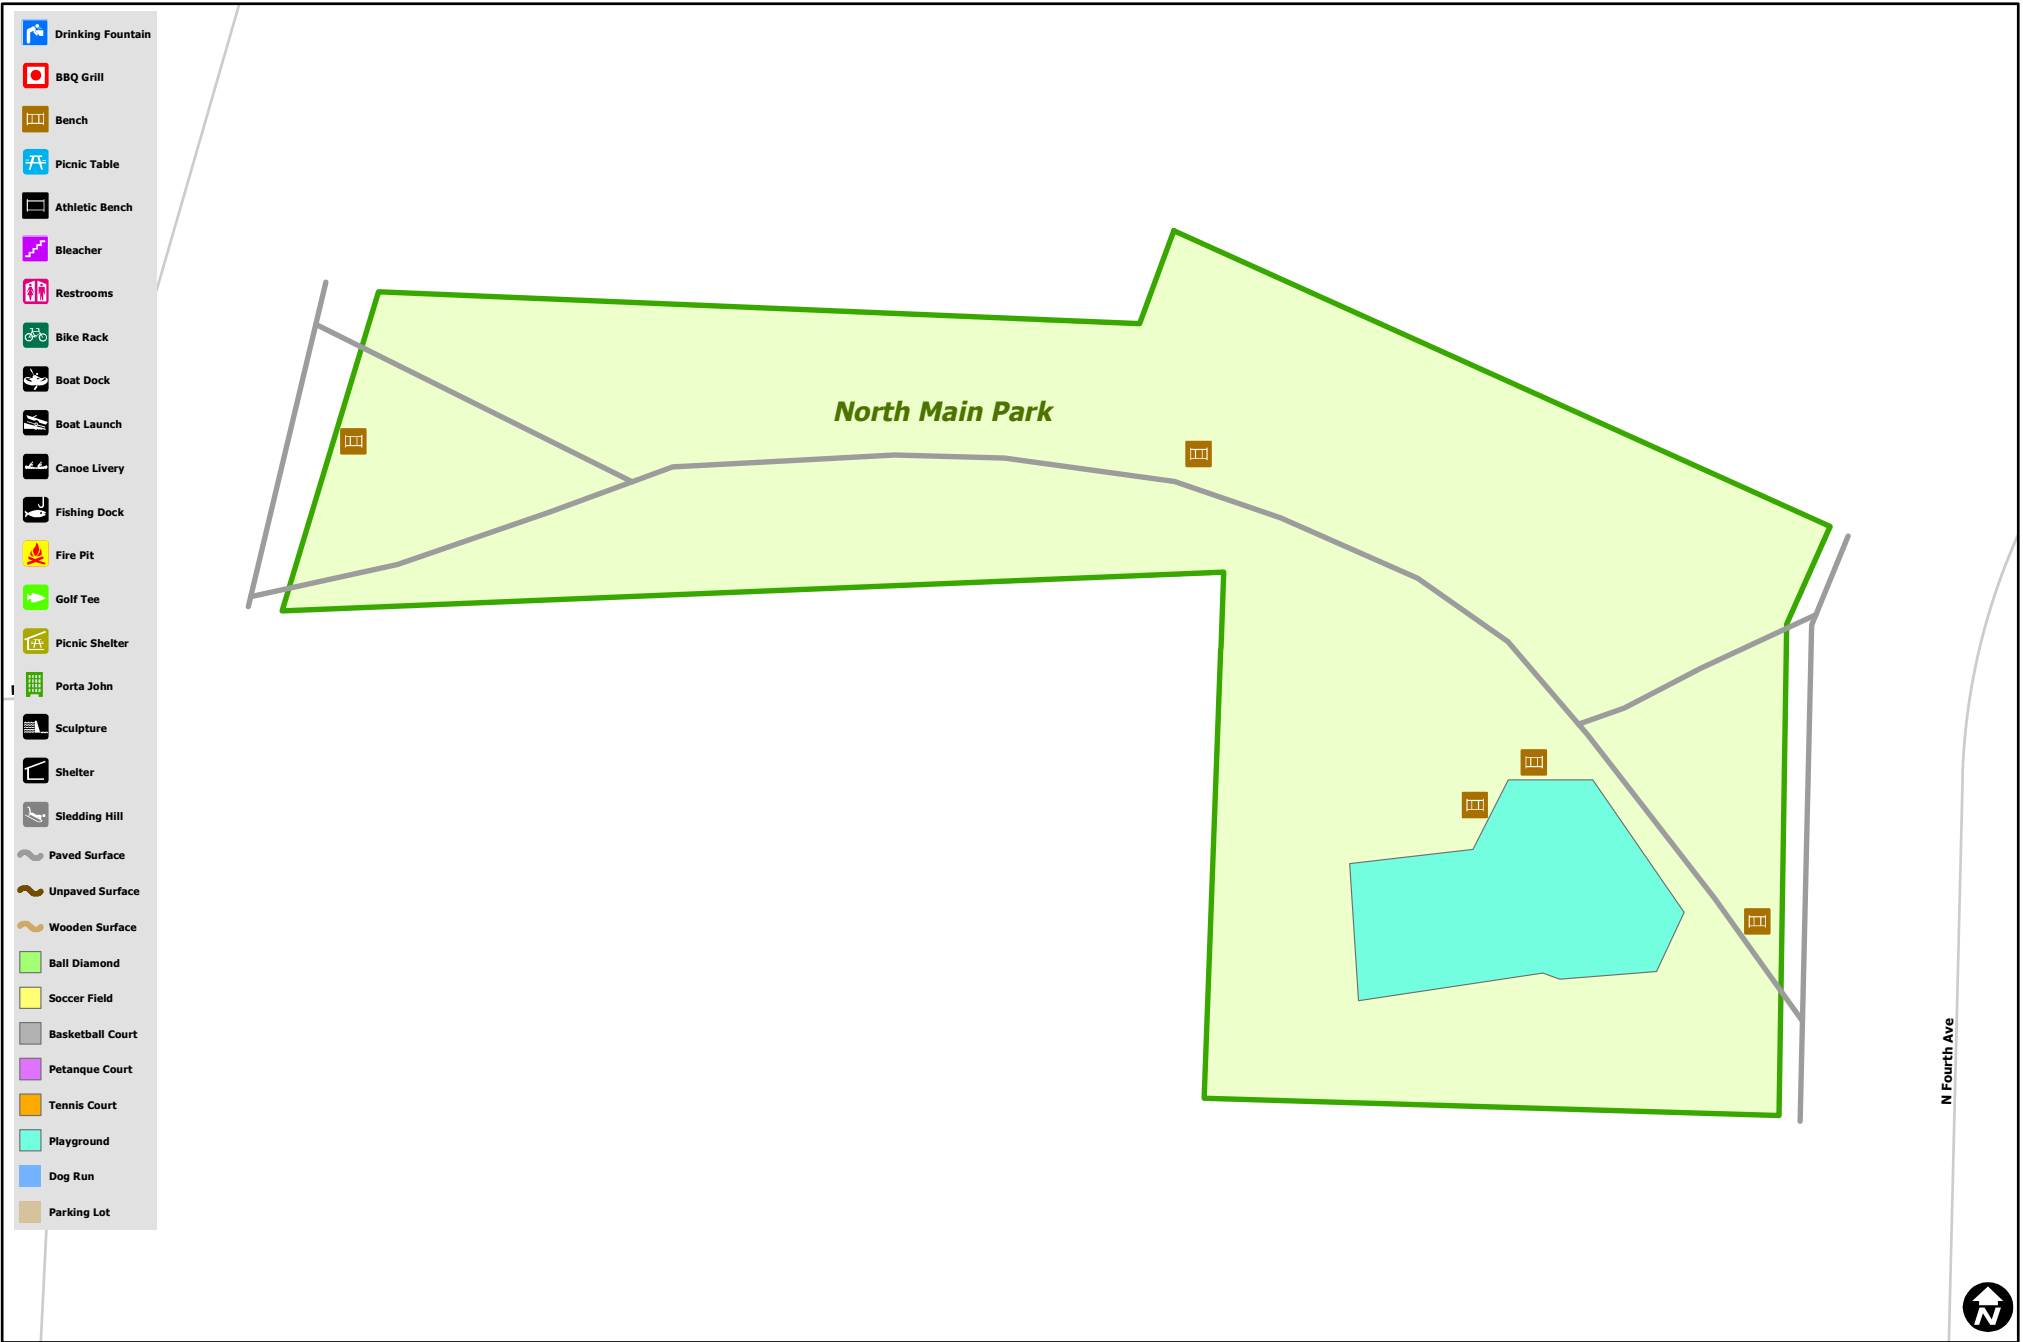 Drinking Fountain
BBQ Grill
Bench
Picnic Table
Athletic Bench
Bleacher
Restrooms
Bike Rack
Boat Dock
Boat Launch
Canoe Livery
Fishing Dock
Fire Pit
Golf Tee
Picnic Shelter
Porta John
Sculpture
Shelter
Sledding Hill
Paved Surface
Unpaved Surface
Wooden Surface
Ball Diamond
Soccer Field
Basketball Court
Petanque Court
Tennis Court
Playground
Dog Run
Parking Lot
North Main Park
N Fourth Ave
N